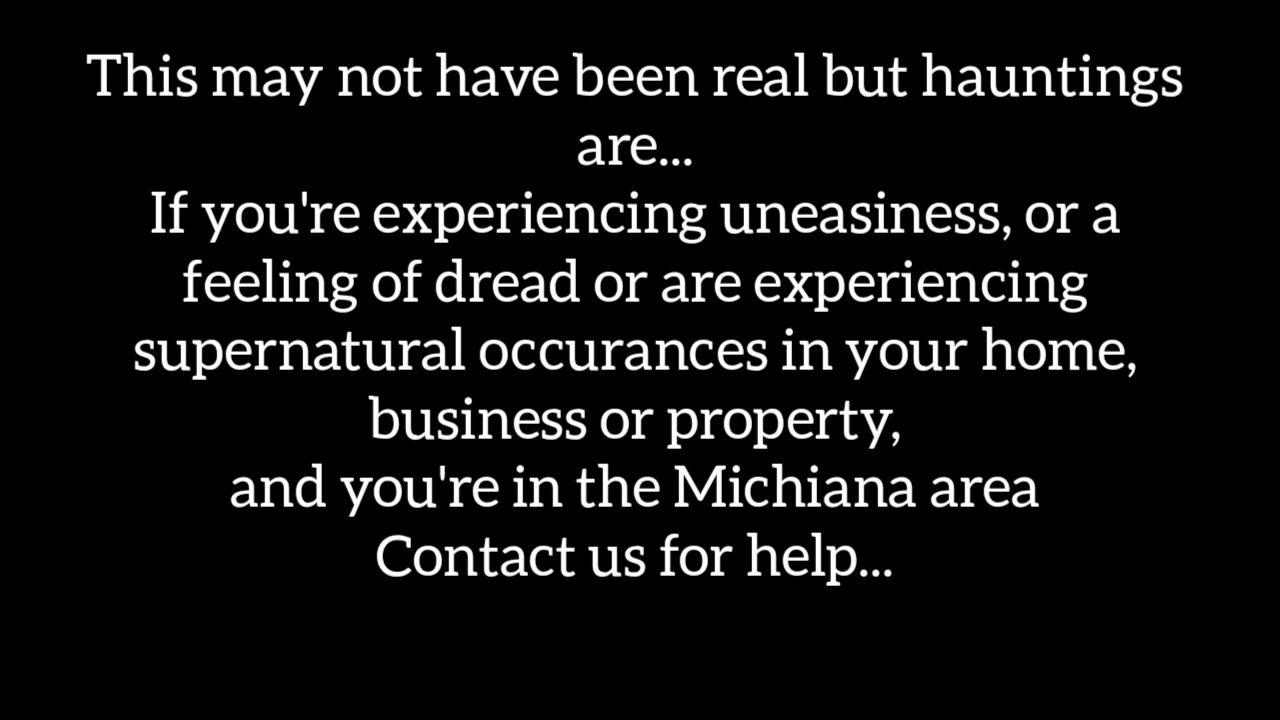 This may not have been real but hauntings
are...
If you're experiencing uneasiness, or a
feeling of dread or are experiencing
supernatural occurances in your home,
business or property,
and you're in the Michiana area
Contact us for help...